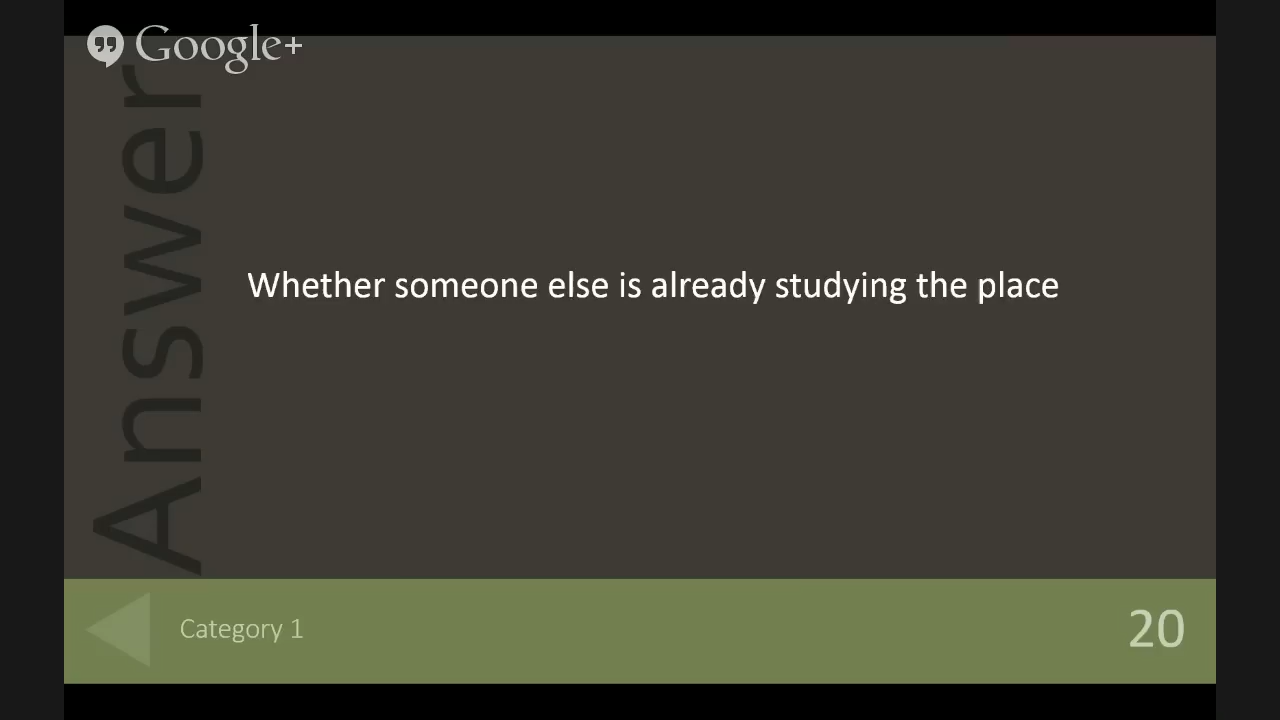 Google+
Answer
Whether someone else is already studying the place
Category 1
20